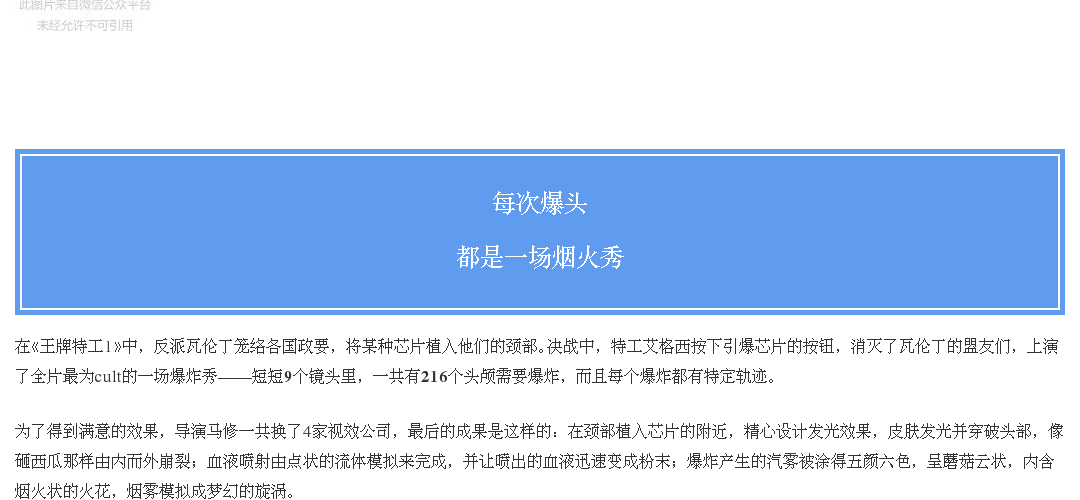 此图片来自微信公众平台
未经允许不可引用
每次爆头
都是一场烟火秀
在《王牌特工1》中，反派瓦伦丁笼络各国政要，将某种芯片植入他们的颈部。决战中，特工艾格西按下引爆芯片的按钮，消灭了瓦伦丁的盟友们，上演
了全片最为cult的一场爆炸秀——短短9个镜头里，一共有216个头颅需要爆炸，而且每个爆炸都有特定轨迹。
为了得到满意的效果，导演马修一共换了4家视效公司，最后的成果是这样的：在颈部植入芯片的附近，精心设计发光效果，皮肤发光并穿破头部，像
砸西瓜那样由内而外崩裂；血液喷射由点状的流体模拟来完成，并让喷出的血液迅速变成粉末；爆炸产生的汽雾被涂得五颜六色，呈蘑菇云状，内含
烟火状的火花，烟雾模拟成梦幻的旋涡。